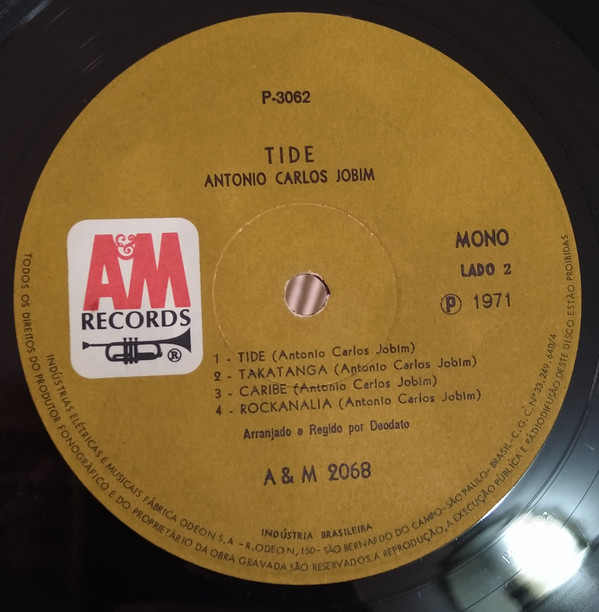 P-3062
TIDE
ANTONIO CARLOS JOBIM
A&M
RECORDS
®
MONO
LADO 2
Ⓟ 1971
1 - TIDE (Antonio Carlos Jobim)
2 - TAKATANGA (Antonio Carlos Jobim)
3 - CARIBE (Antonio Carlos Jobim)
4 - ROCKANALIA (Antonio Carlos Jobim)
Arranjado e Regido por Deodato
A & M 2068
INDÚSTRIA BRASILEIRA
INDÚSTRIAS ELÉTRICAS E MUSICAIS FÁBRICA ODEON S.A. - R. ODEON, 150 - SÃO BERNARDO DO CAMPO - SÃO PAULO - BRASIL - C.G.C. Nº 33.249.640/4
TODOS OS DIREITOS DO PRODUTOR FONOGRÁFICO E DO PROPRIETÁRIO DA OBRA GRAVADA SÃO RESERVADOS. A REPRODUÇÃO, A EXECUÇÃO PÚBLICA E RÁDIODIFUSÃO DESTE DISCO ESTÃO PROIBIDAS